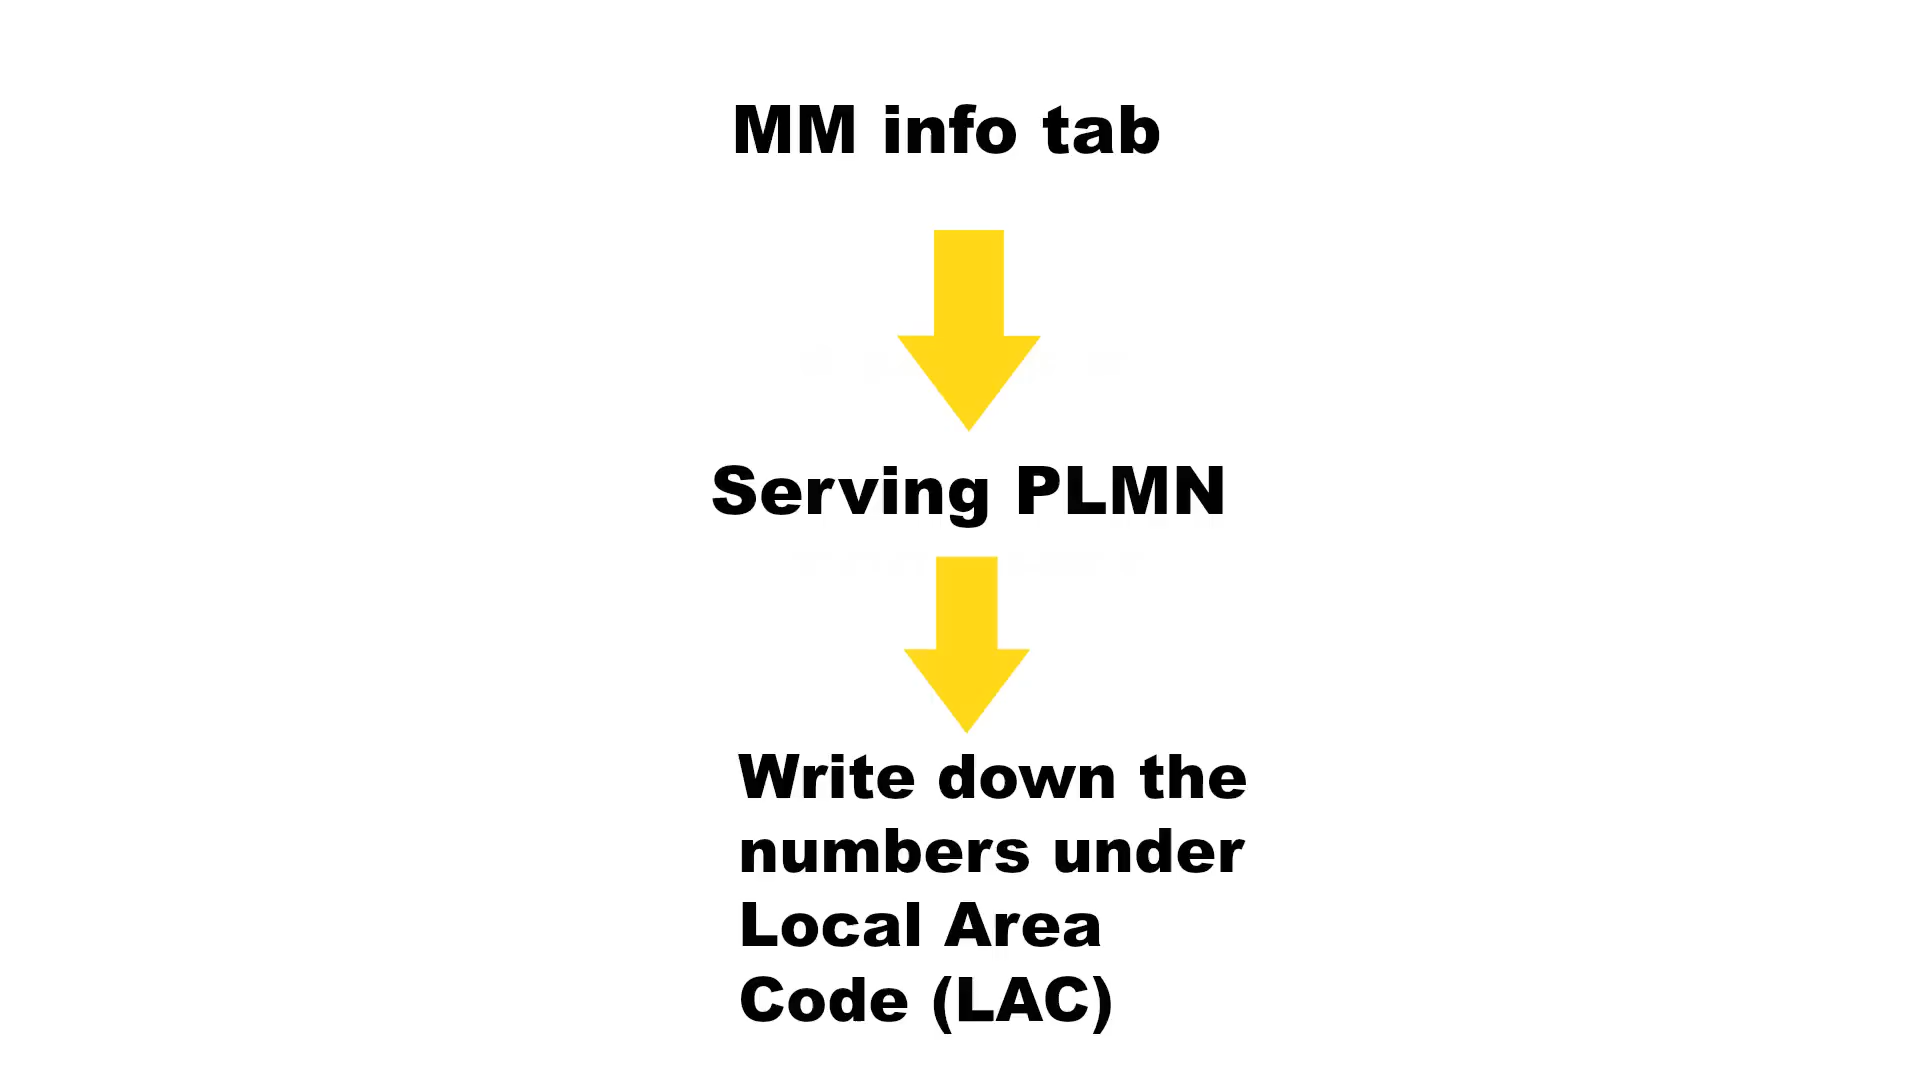 MM info tab
Serving PLMN
Write down the
numbers under
Local Area
Code (LAC)